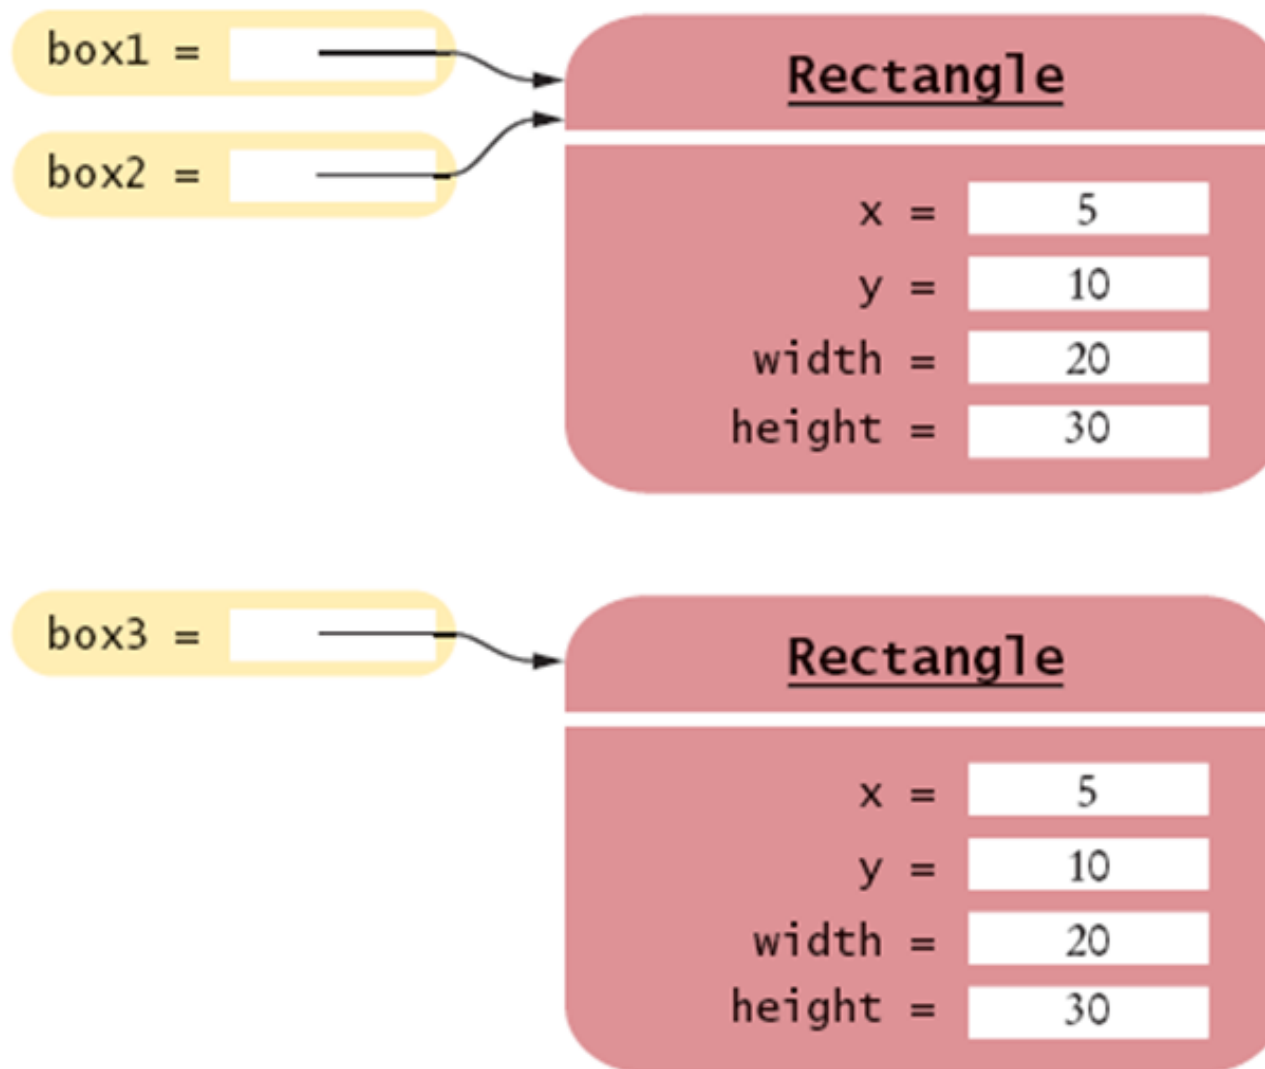 box1 =
box2 =
Rectangle
x = 5
y = 10
width = 20
height = 30
box3 =
Rectangle
x = 5
y = 10
width = 20
height = 30